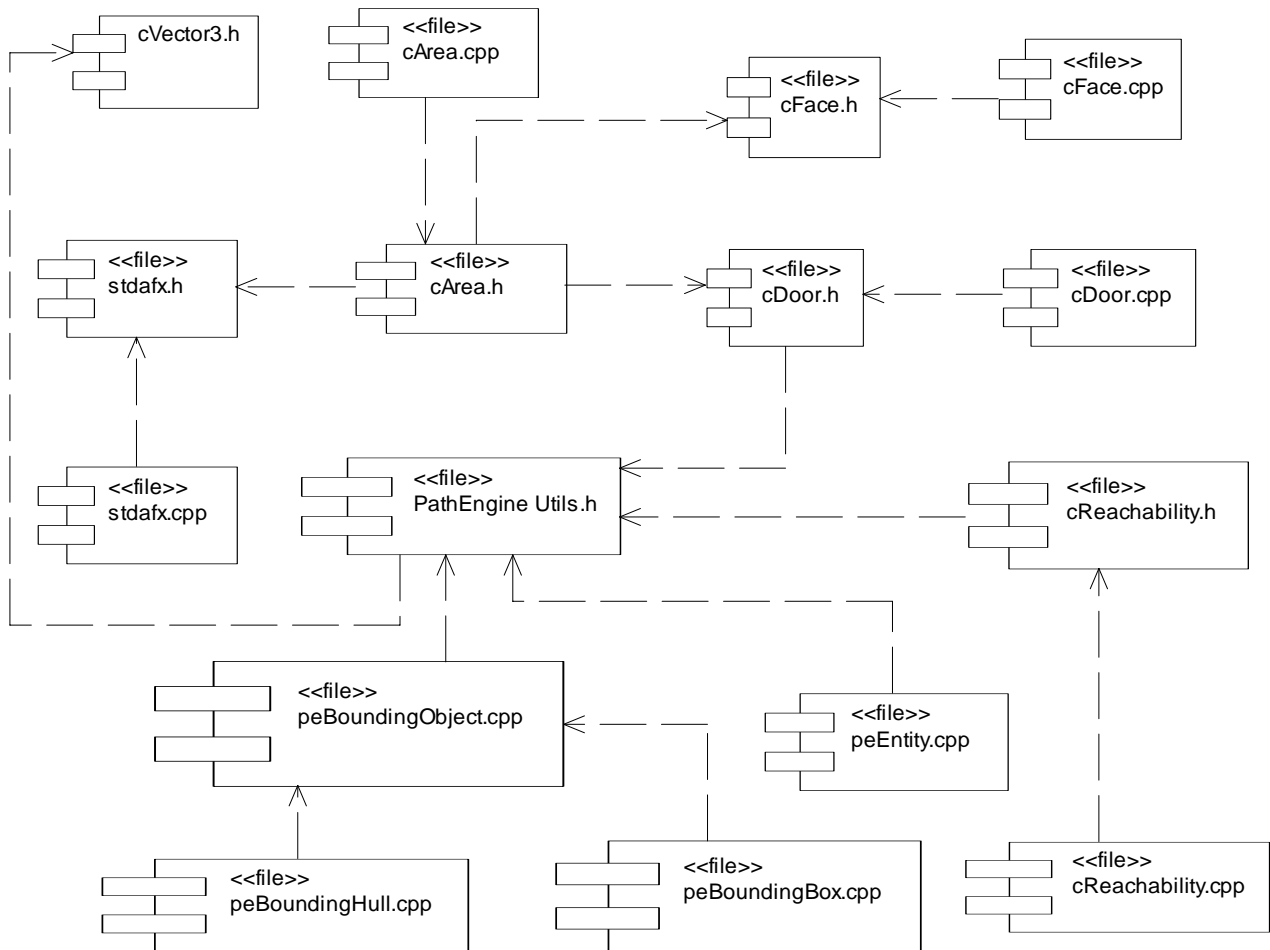 cVector3.h
<<file>>
cArea.cpp
<<file>>
cFace.h
<<file>>
cFace.cpp
<<file>>
stdafx.h
<<file>>
cArea.h
<<file>>
cDoor.h
<<file>>
cDoor.cpp
<<file>>
stdafx.cpp
<<file>>
PathEngine Utils.h
<<file>>
cReachability.h
<<file>>
peBoundingObject.cpp
<<file>>
peEntity.cpp
<<file>>
peBoundingHull.cpp
<<file>>
peBoundingBox.cpp
<<file>>
cReachability.cpp